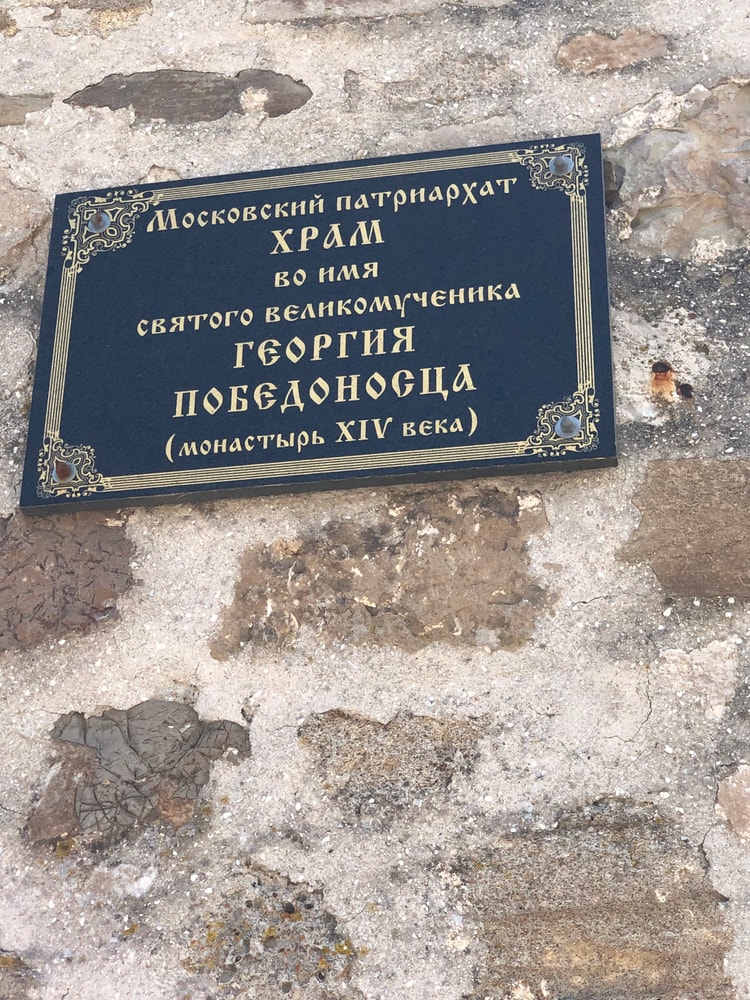 Московский патриархат
ХРАМ
во имя
святого великомученика
ГЕОРГИЯ
ПОБЕДОНОСЦА
(монастырь XIV века)